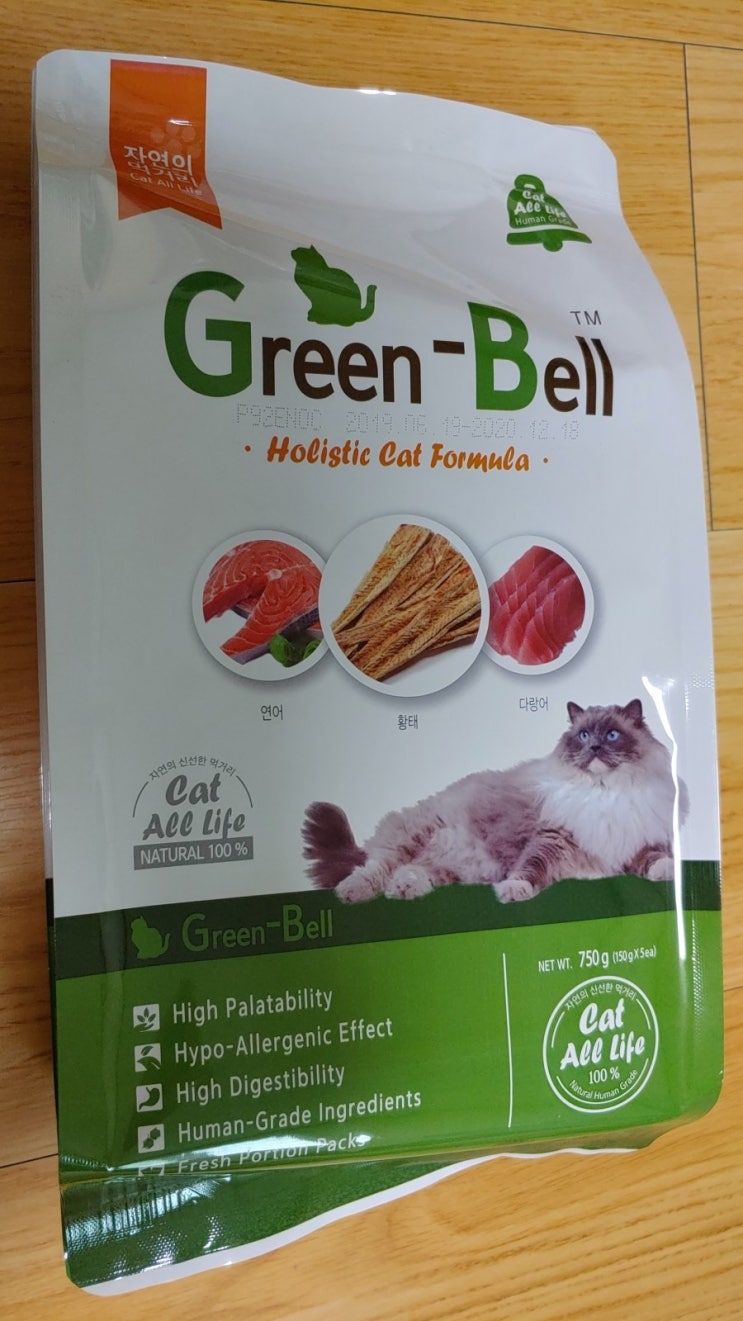 자연의
먹거리
Cat All Life
Cat
All Life
Human Grade
Green-Bell
TM
P92ENOC 2019.06.19-2020.12.18
· Holistic Cat Formula ·
연어
황태
다랑어
자연의 신선한 먹거리
Cat
All Life
NATURAL 100 %
Green-Bell
High Palatability
Hypo-Allergenic Effect
High Digestibility
Human-Grade Ingredients
Fresh Portion Packs
NET WT. 750g (150gX5ea)
자연의 신선한 먹거리
Cat
All Life
100 %
Natural Human Grade